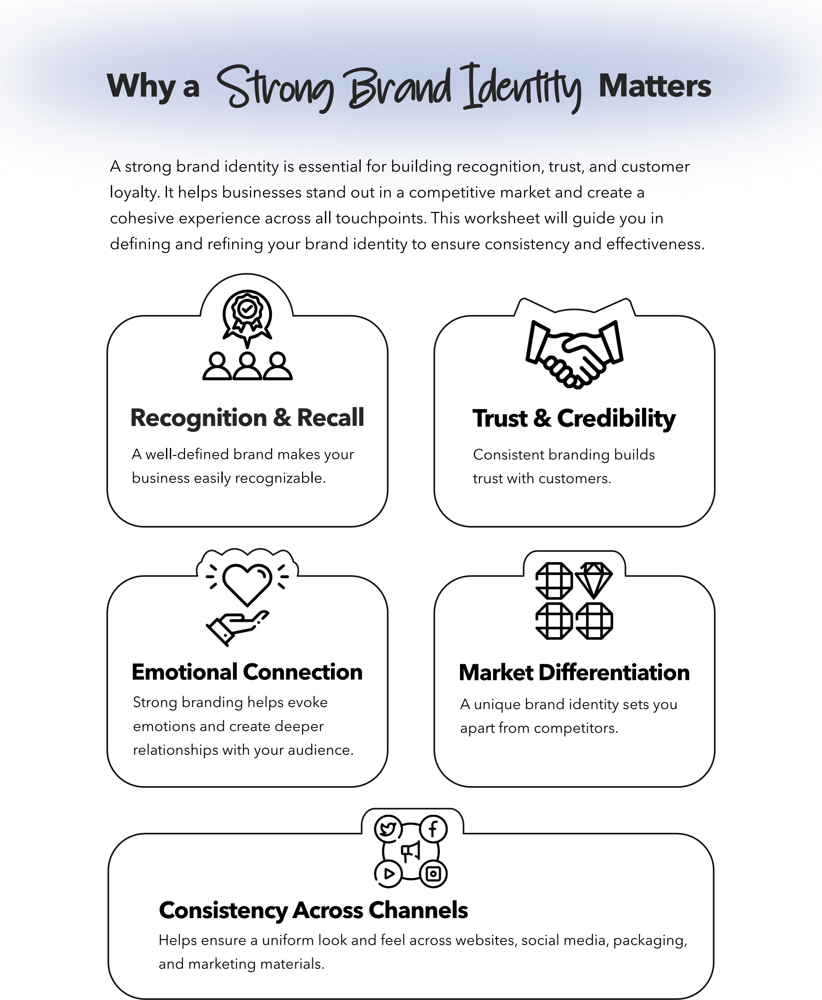 Why a Strong Brand Identity Matters
A strong brand identity is essential for building recognition, trust, and customer
loyalty. It helps businesses stand out in a competitive market and create a
cohesive experience across all touchpoints. This worksheet will guide you in
defining and refining your brand identity to ensure consistency and effectiveness.
Recognition & Recall
A well-defined brand makes your
business easily recognizable.
Trust & Credibility
Consistent branding builds
trust with customers.
Emotional Connection
Strong branding helps evoke
emotions and create deeper
relationships with your audience.
Market Differentiation
A unique brand identity sets you
apart from competitors.
Consistency Across Channels
Helps ensure a uniform look and feel across websites, social media, packaging,
and marketing materials.